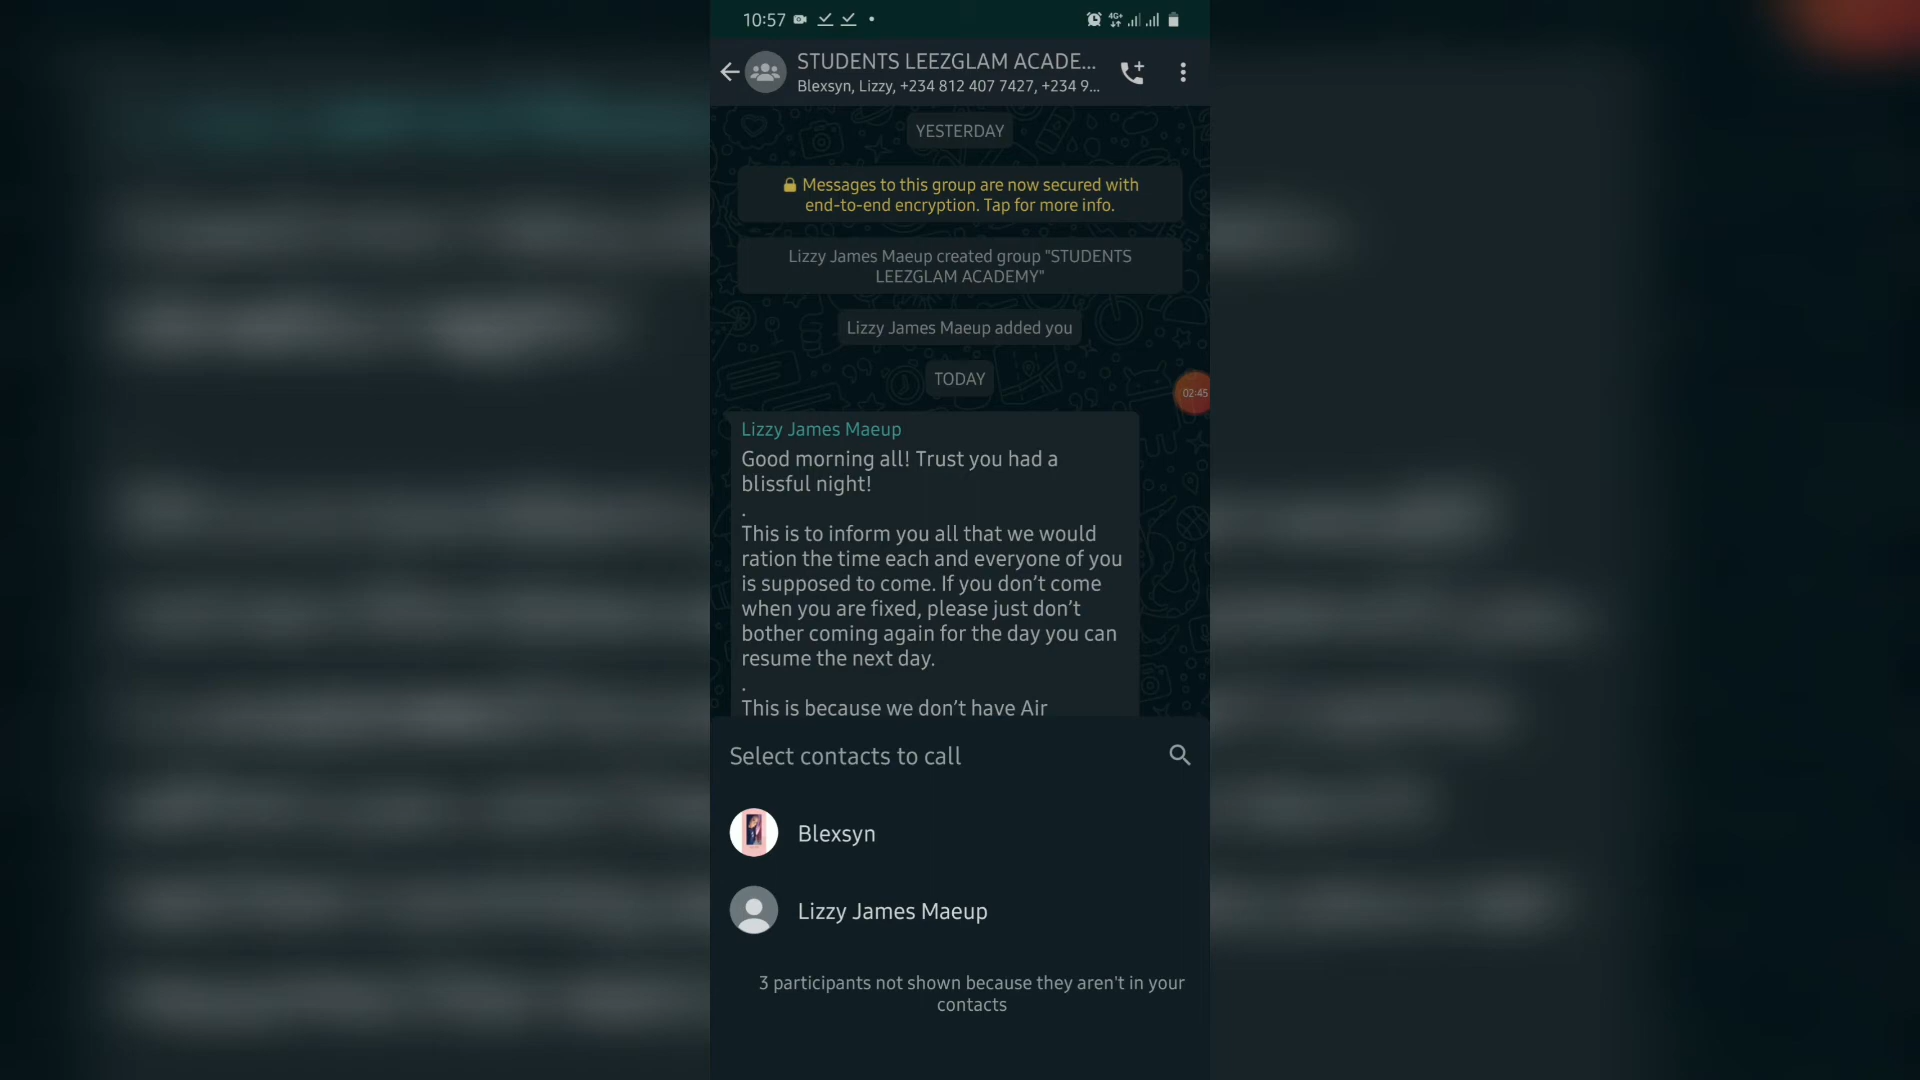 10:57
4G+
STUDENTS LEEZGLAM ACADE...
Blexsyn, Lizzy, +234 812 407 7427, +234 9...
YESTERDAY
Messages to this group are now secured with
end-to-end encryption. Tap for more info.
Lizzy James Maeup created group "STUDENTS
LEEZGLAM ACADEMY"
Lizzy James Maeup added you
TODAY
02:45
Lizzy James Maeup
Good morning all! Trust you had a
blissful night!
.
This is to inform you all that we would
ration the time each and everyone of you
is supposed to come. If you don’t come
when you are fixed, please just don’t
bother coming again for the day you can
resume the next day.
.
This is because we don’t have Air
Select contacts to call
Blexsyn
Lizzy James Maeup
3 participants not shown because they aren't in your
contacts